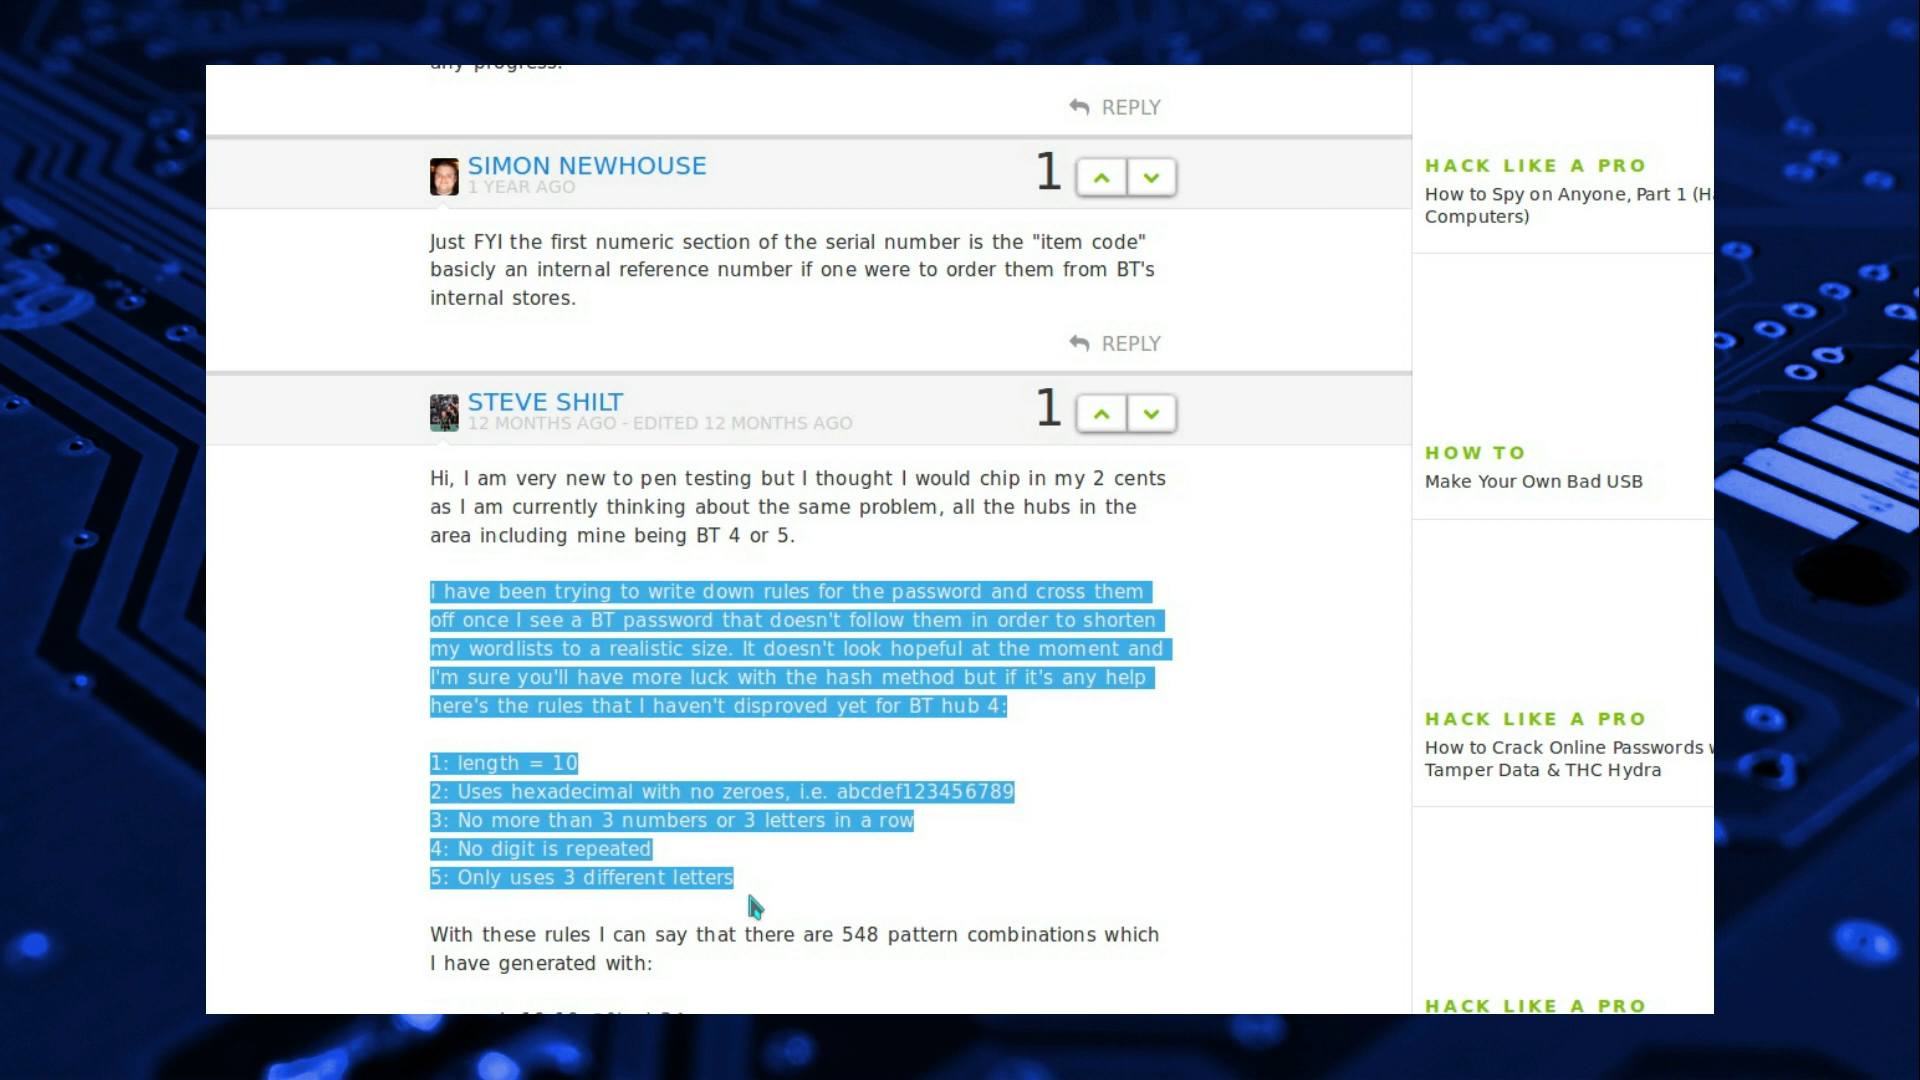 any progress.
REPLY
SIMON NEWHOUSE
1 YEAR AGO
1
Just FYI the first numeric section of the serial number is the "item code"
basicly an internal reference number if one were to order them from BT's
internal stores.
REPLY
STEVE SHILT
12 MONTHS AGO - EDITED 12 MONTHS AGO
1
Hi, I am very new to pen testing but I thought I would chip in my 2 cents
as I am currently thinking about the same problem, all the hubs in the
area including mine being BT 4 or 5.
I have been trying to write down rules for the password and cross them
off once I see a BT password that doesn't follow them in order to shorten
my wordlists to a realistic size. It doesn't look hopeful at the moment and
I'm sure you'll have more luck with the hash method but if it's any help
here's the rules that I haven't disproved yet for BT hub 4:
1: length = 10
2: Uses hexadecimal with no zeroes, i.e. abcdef123456789
3: No more than 3 numbers or 3 letters in a row
4: No digit is repeated
5: Only uses 3 different letters
With these rules I can say that there are 548 pattern combinations which
I have generated with:
HACK LIKE A PRO
How to Spy on Anyone, Part 1 (Ha
Computers)
HOW TO
Make Your Own Bad USB
HACK LIKE A PRO
How to Crack Online Passwords w
Tamper Data & THC Hydra
HACK LIKE A PRO